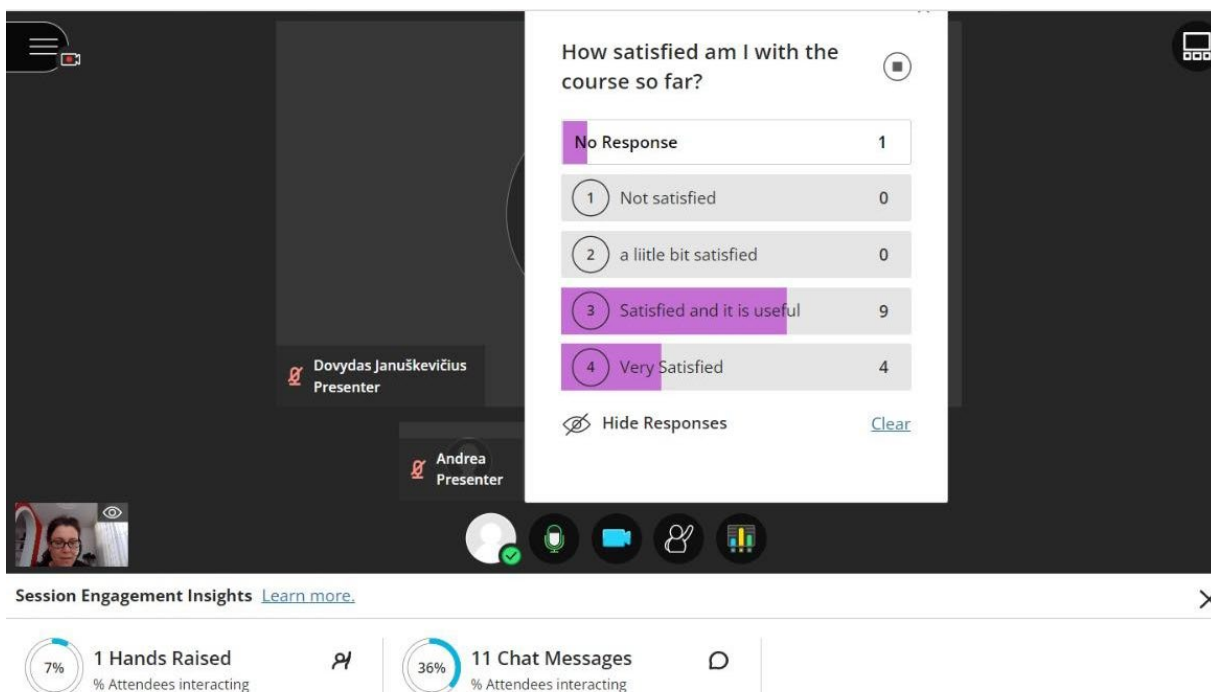 How satisfied am I with the
course so far?
No Response 1
1 Not satisfied 0
2 a liitle bit satisfied 0
3 Satisfied and it is useful 9
4 Very Satisfied 4
Hide Responses Clear
Dovydas Januškevičius
Presenter
Andrea
Presenter
Session Engagement Insights Learn more.
7% 1 Hands Raised
% Attendees interacting
36% 11 Chat Messages
% Attendees interacting